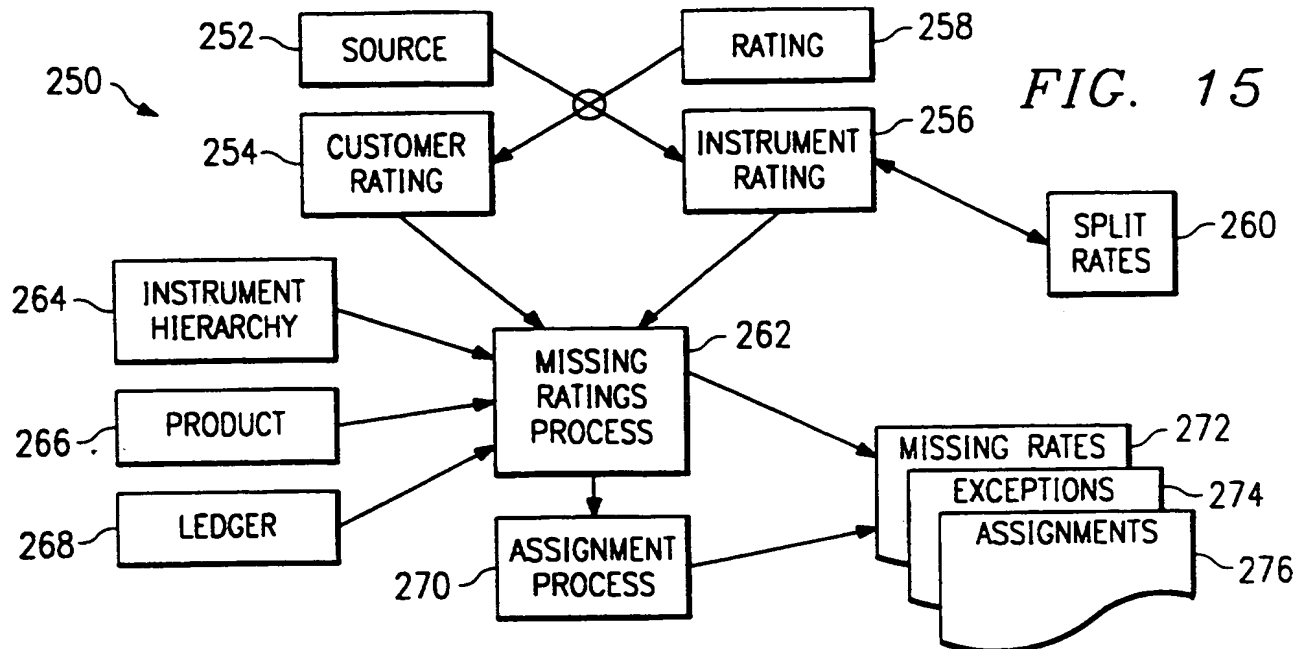 252
SOURCE
RATING
258
250
FIG. 15
254
CUSTOMER
RATING
INSTRUMENT
RATING
256
SPLIT
RATES
260
264
INSTRUMENT
HIERARCHY
MISSING
RATINGS
PROCESS
262
266
PRODUCT
268
LEDGER
270
ASSIGNMENT
PROCESS
MISSING RATES
272
EXCEPTIONS
274
ASSIGNMENTS
276